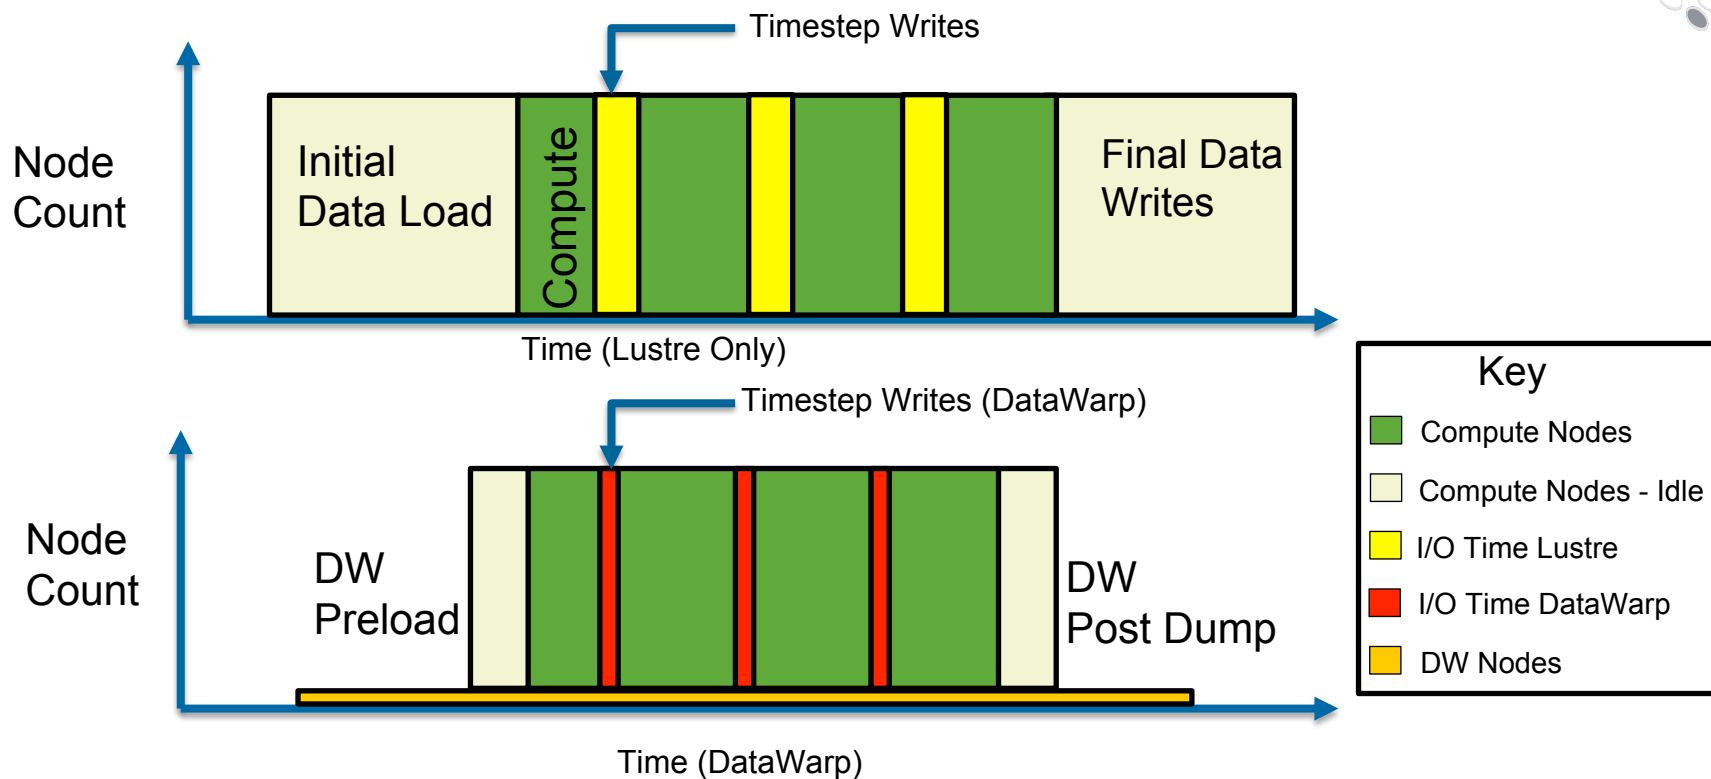 Timestep Writes
Node
Count
Initial
Data Load
Compute
Final Data
Writes
Time (Lustre Only)
Timestep Writes (DataWarp)
Node
Count
DW
Preload
DW
Post Dump
Time (DataWarp)
Key
Compute Nodes
Compute Nodes - Idle
I/O Time Lustre
I/O Time DataWarp
DW Nodes